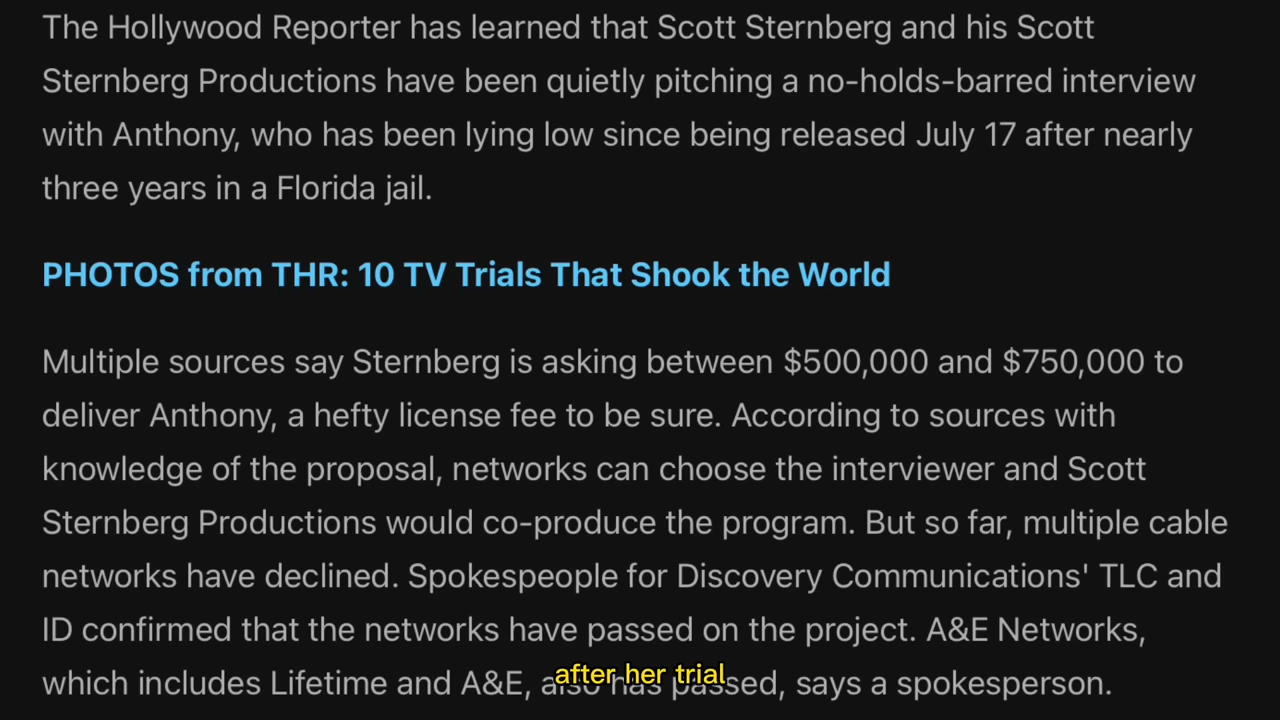 The Hollywood Reporter has learned that Scott Sternberg and his Scott
Sternberg Productions have been quietly pitching a no-holds-barred interview
with Anthony, who has been lying low since being released July 17 after nearly
three years in a Florida jail.
PHOTOS from THR: 10 TV Trials That Shook the World
Multiple sources say Sternberg is asking between $500,000 and $750,000 to
deliver Anthony, a hefty license fee to be sure. According to sources with
knowledge of the proposal, networks can choose the interviewer and Scott
Sternberg Productions would co-produce the program. But so far, multiple cable
networks have declined. Spokespeople for Discovery Communications' TLC and
ID confirmed that the networks have passed on the project. A&E Networks,
which includes Lifetime and A&E, also has passed, says a spokesperson.
after her trial